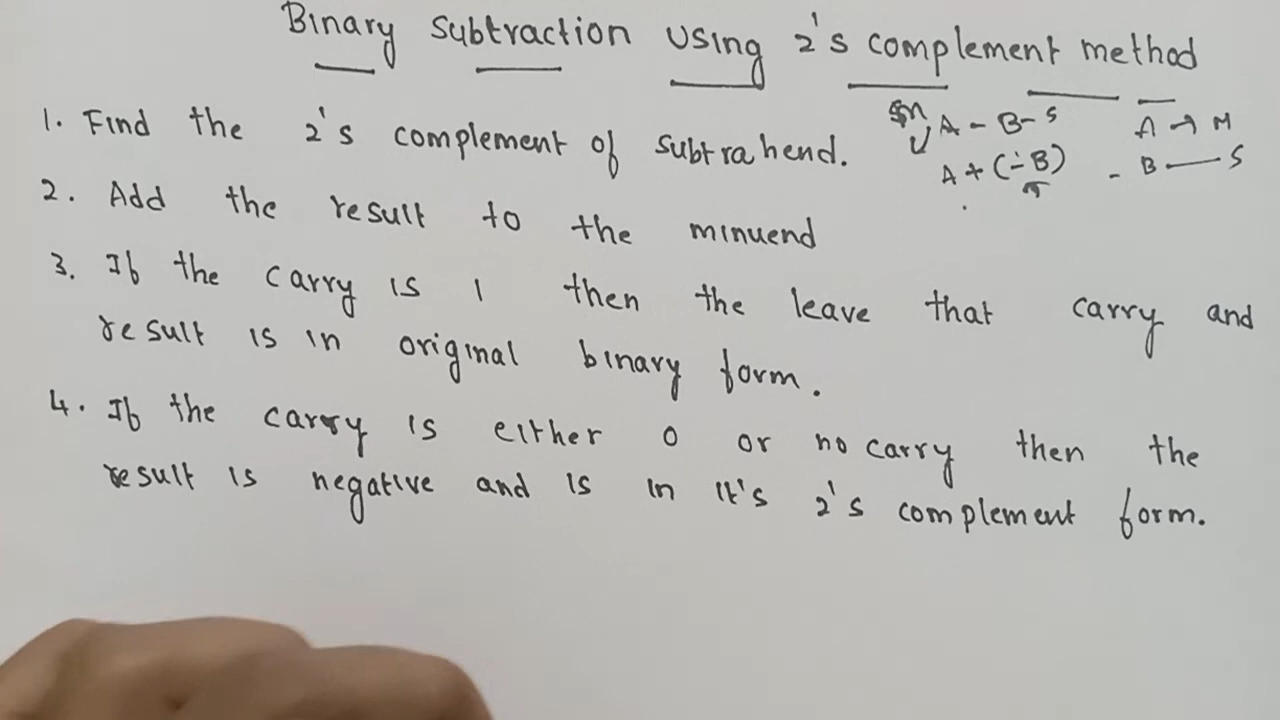 Binary Subtraction Using 2's complement method
1. Find the 2's complement of subtrahend.
A - B - S
A → M
A + (-B)
- B — S
2. Add the result to the minuend
3. If the carry is 1 then the leave that carry and
result is in original binary form.
4. If the carry is either 0 or no carry then the
result is negative and is in it's 2's complement form.